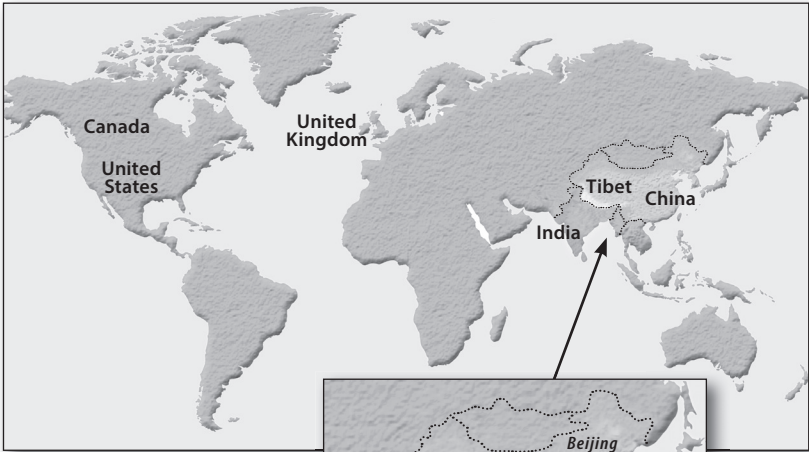 Canada
United
States
United
Kingdom
Tibet
China
India
Beijing